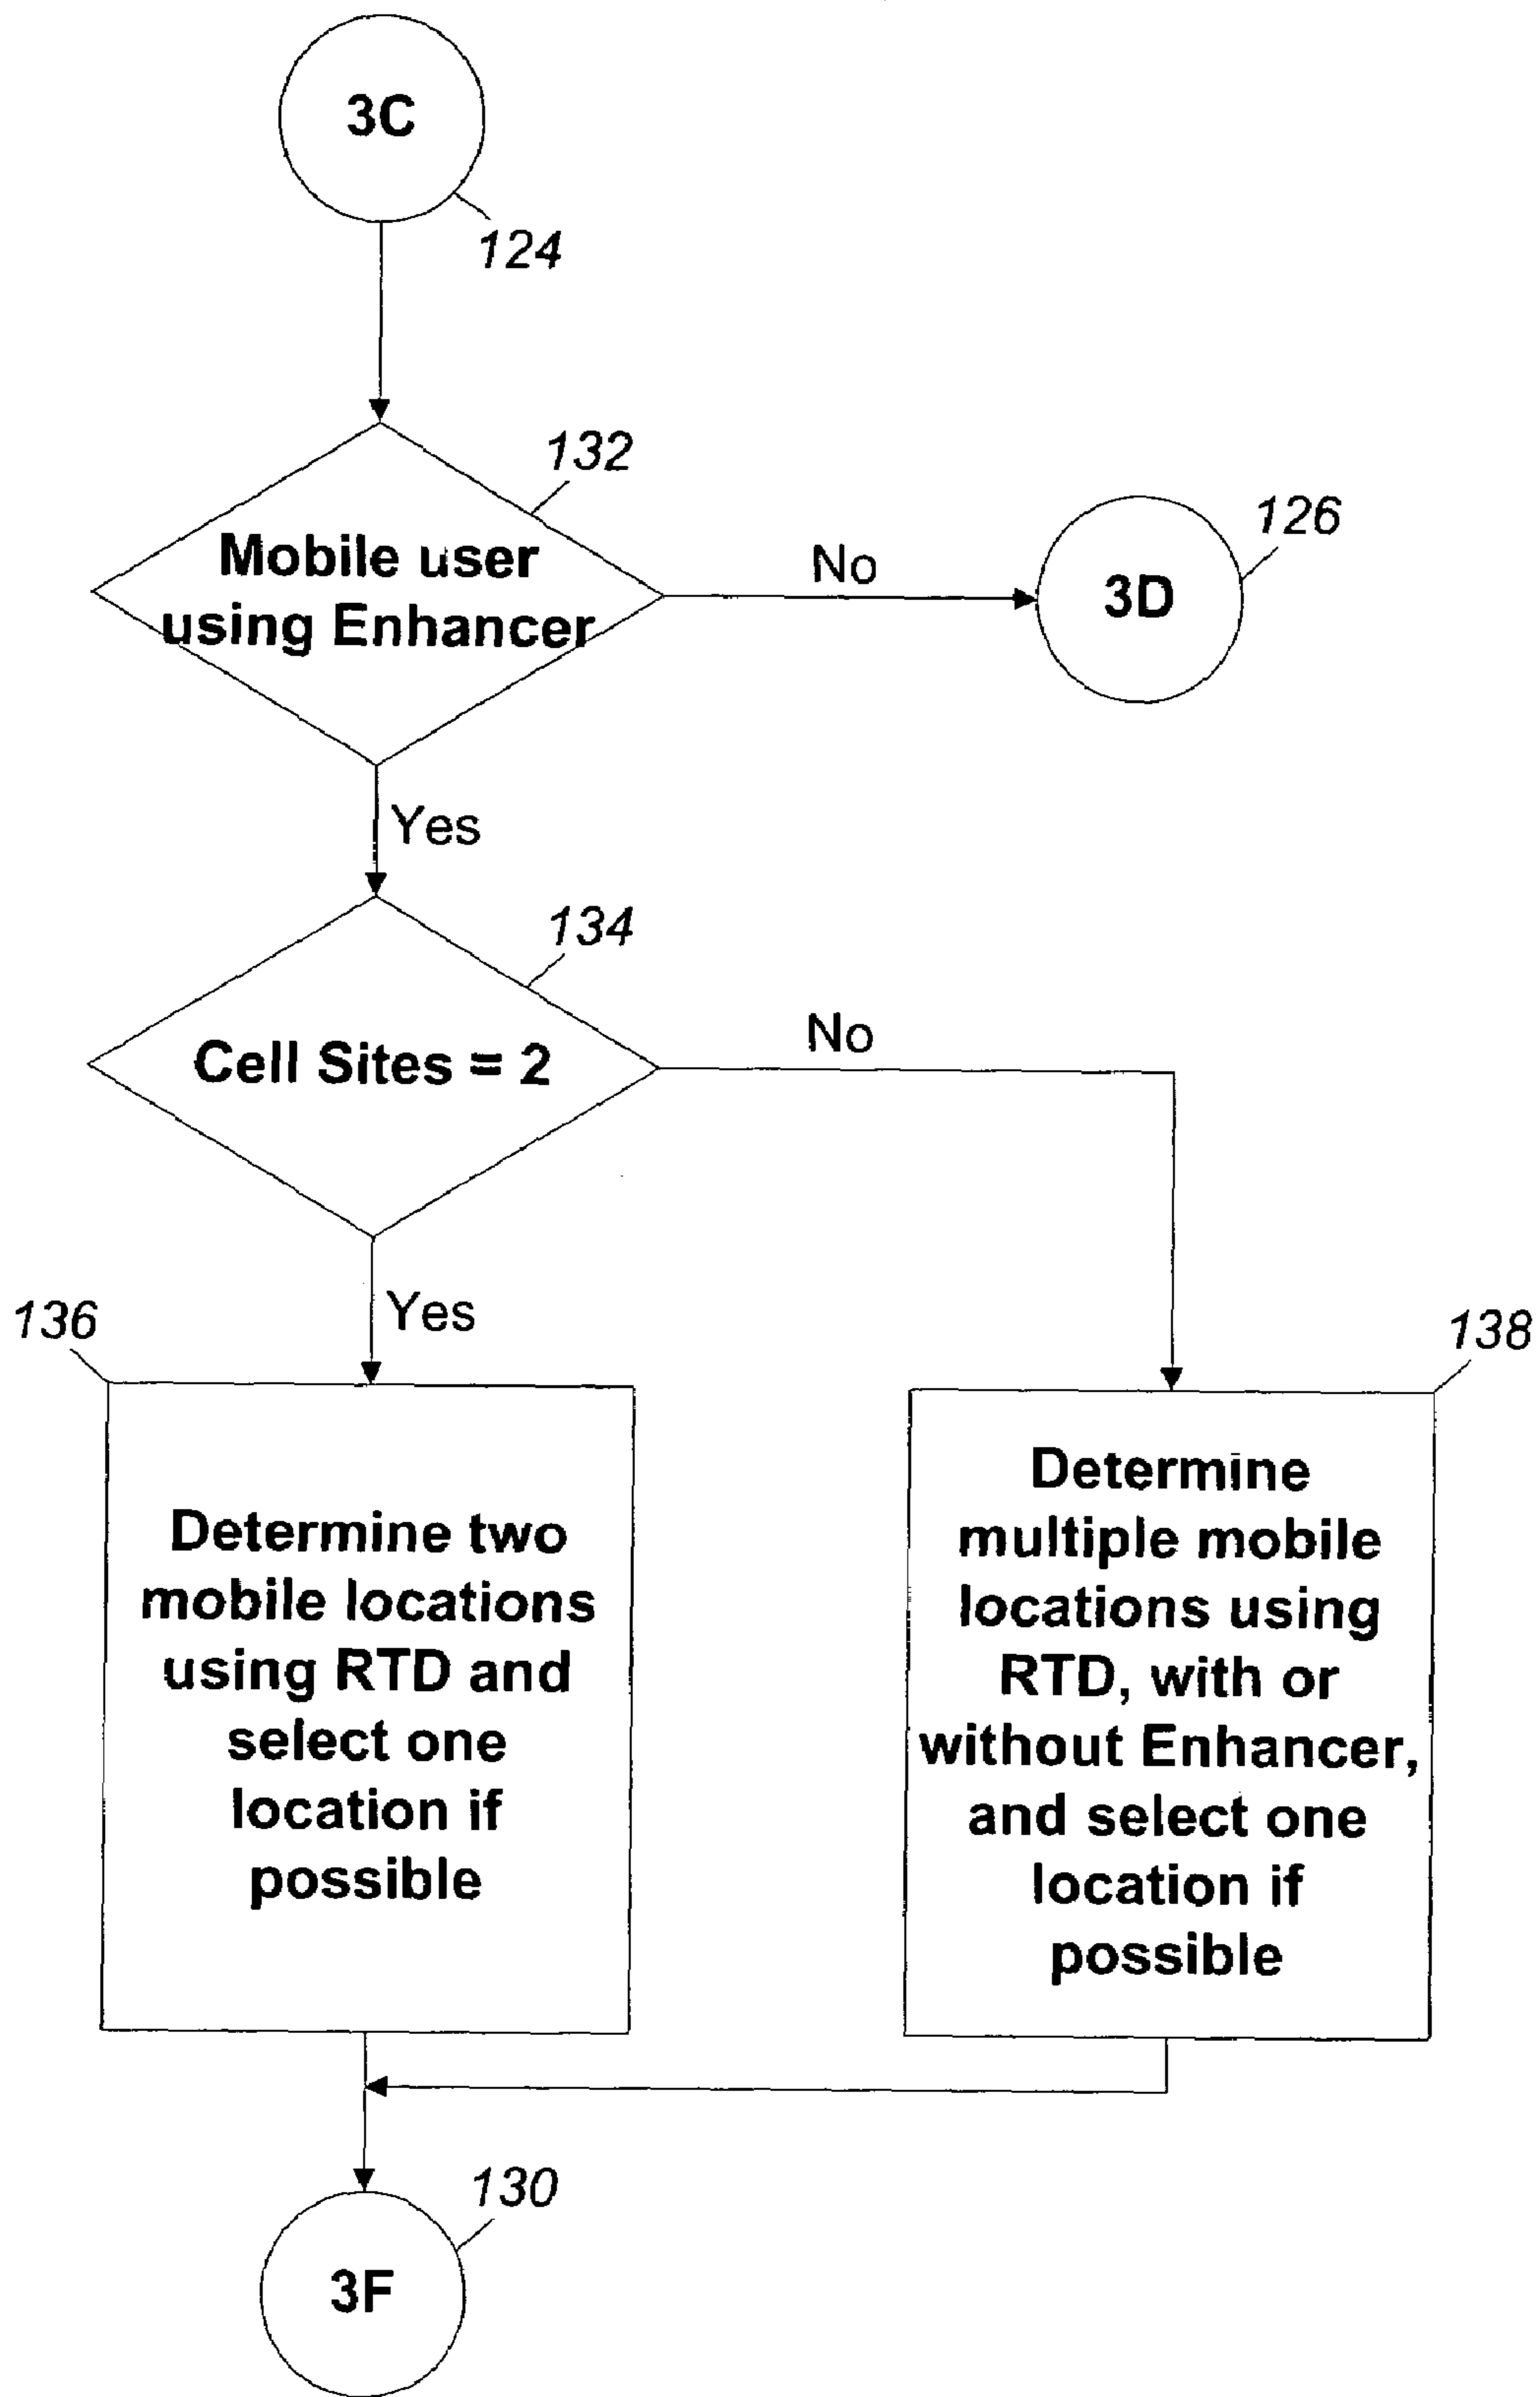 3C
124
132
Mobile user
using Enhancer
No
126
3D
Yes
134
Cell Sites = 2
No
Yes
136
138
Determine two
mobile locations
using RTD and
select one
location if
possible
Determine
multiple mobile
locations using
RTD, with or
without Enhancer,
and select one
location if
possible
130
3F